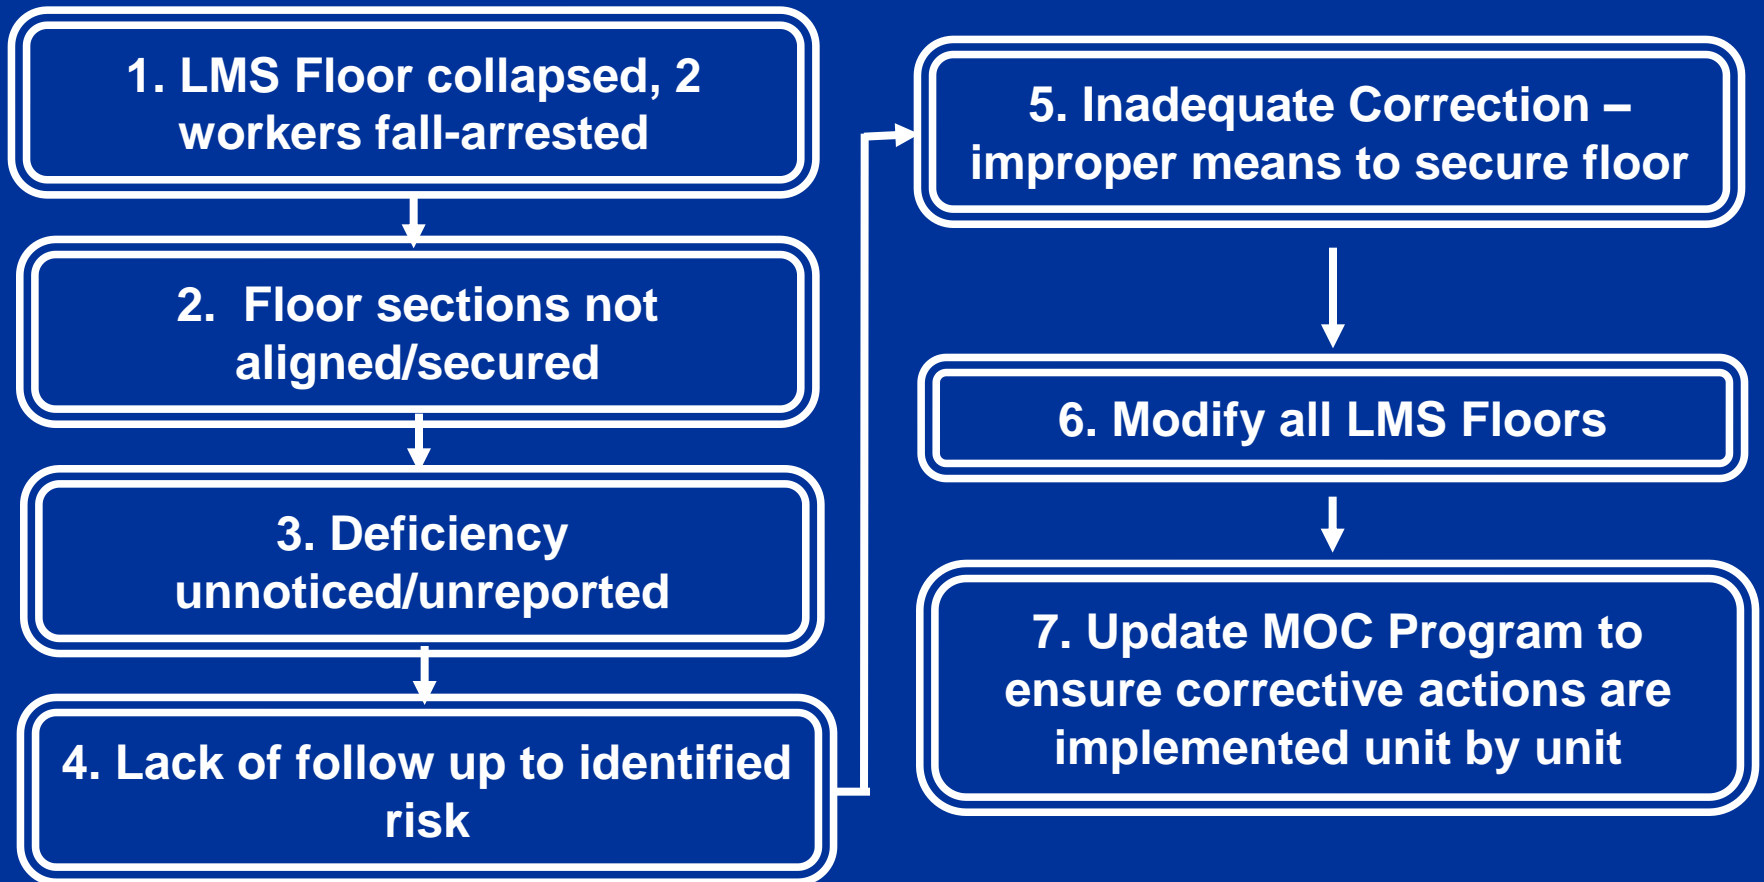 1. LMS Floor collapsed, 2
workers fall-arrested
2. Floor sections not
aligned/secured
3. Deficiency
unnoticed/unreported
4. Lack of follow up to identified
risk
5. Inadequate Correction –
improper means to secure floor
6. Modify all LMS Floors
7. Update MOC Program to
ensure corrective actions are
implemented unit by unit